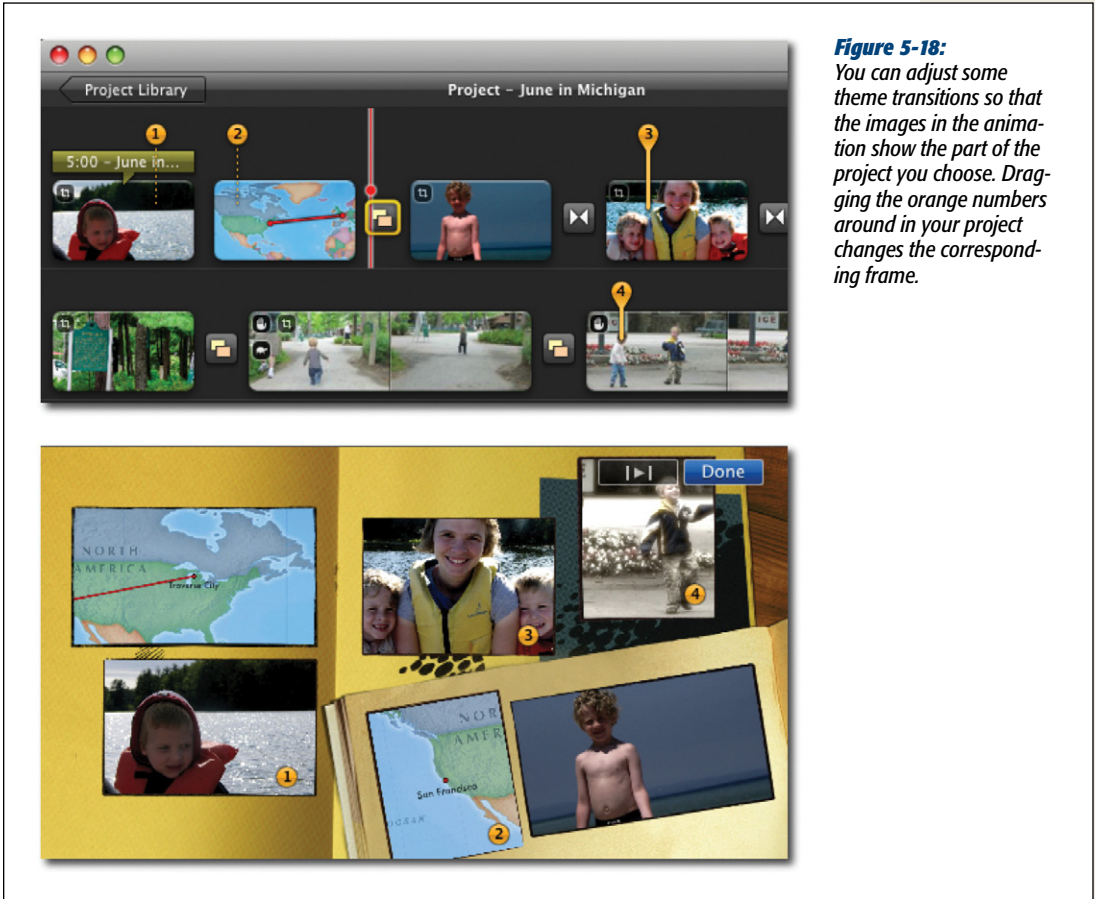 Project Library
Project – June in Michigan
1
2
3
5:00 – June in...
4
ICE
Done
NORTH
AMERICA
Traverse City
3
4
1
NOR
AMER
San Francisco
OCEAN
2
Figure 5-18:
You can adjust some
theme transitions so that
the images in the anima-
tion show the part of the
project you choose. Drag-
ging the orange numbers
around in your project
changes the correspond-
ing frame.